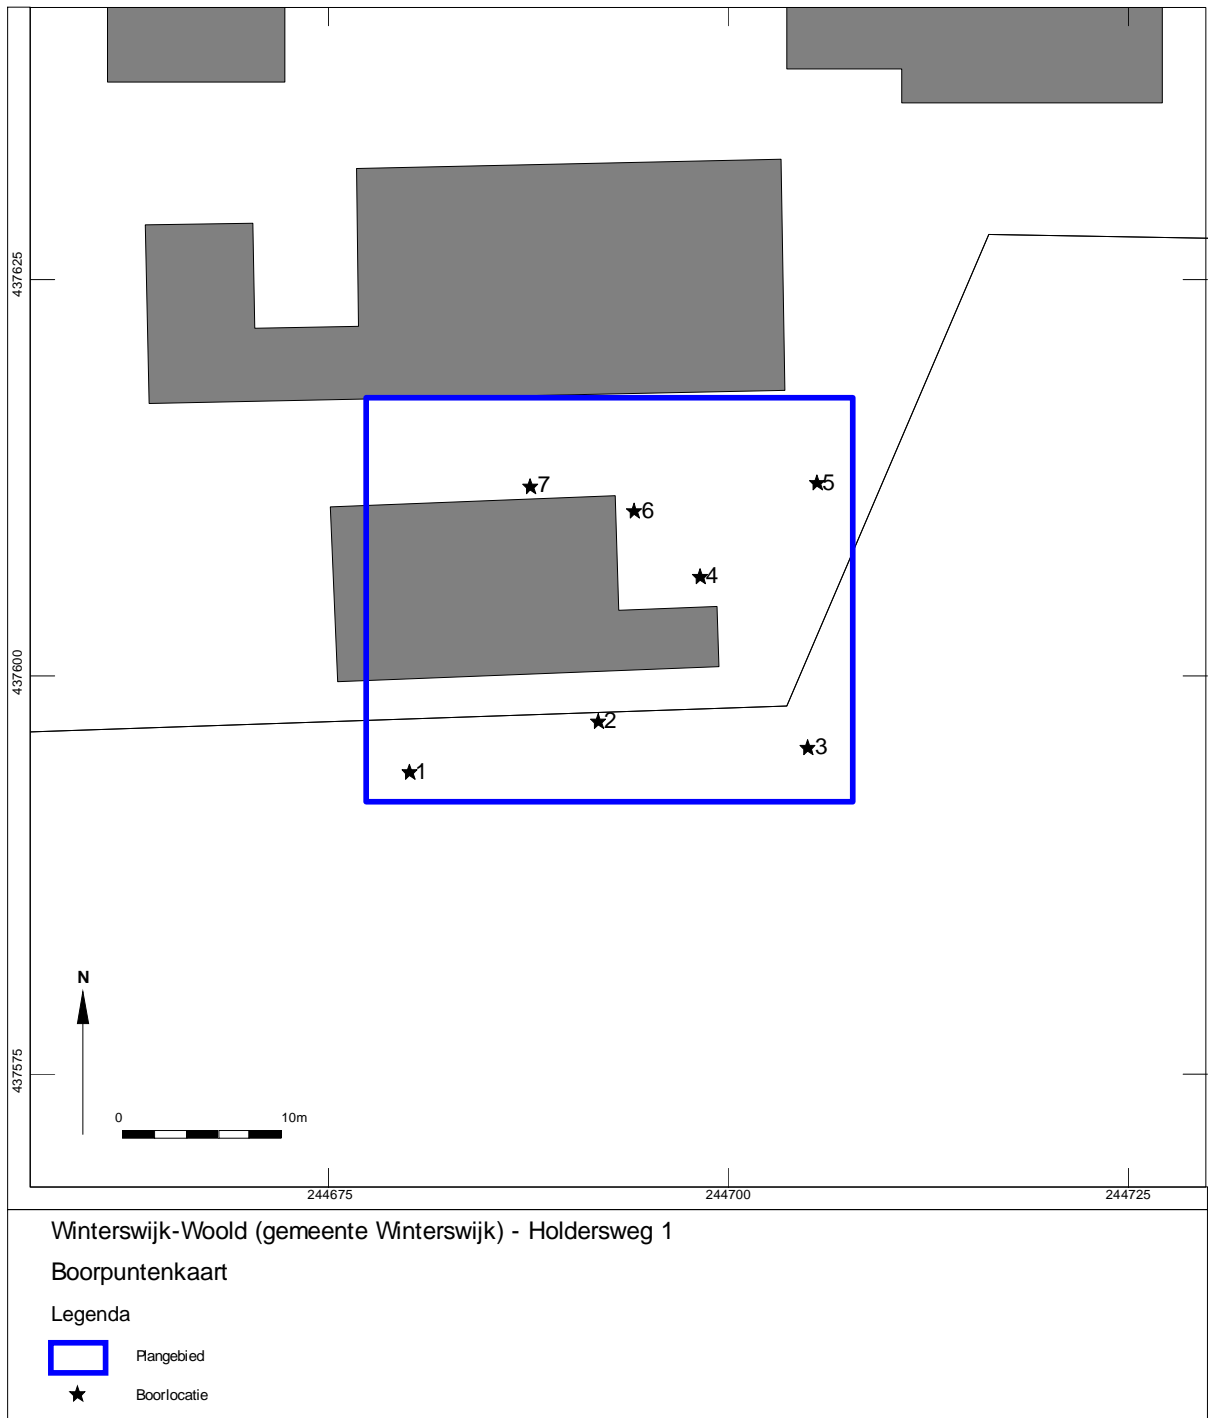 437625
7
5
6
4
437600
2
3
1
437575
N
0 10m
244675 244700 244725
Winterswijk-Woold (gemeente Winterswijk) - Holdersweg 1
Boorpuntenkaart
Legenda
Plangebied
Boorlocatie